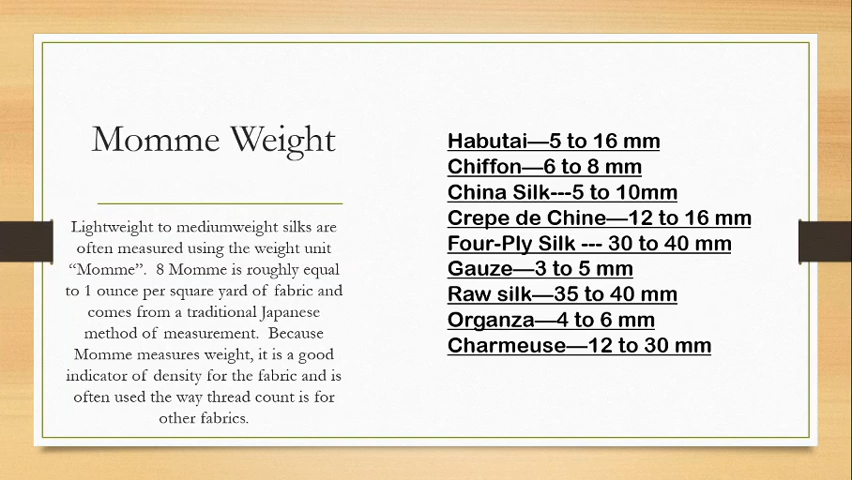 Momme Weight
Lightweight to mediumweight silks are
often measured using the weight unit
“Momme”.  8 Momme is roughly equal
to 1 ounce per square yard of fabric and
comes from a traditional Japanese
method of measurement.  Because
Momme measures weight, it is a good
indicator of density for the fabric and is
often used the way thread count is for
other fabrics.
Habutai—5 to 16 mm
Chiffon—6 to 8 mm
China Silk---5 to 10mm
Crepe de Chine—12 to 16 mm
Four-Ply Silk --- 30 to 40 mm
Gauze—3 to 5 mm
Raw silk—35 to 40 mm
Organza—4 to 6 mm
Charmeuse—12 to 30 mm